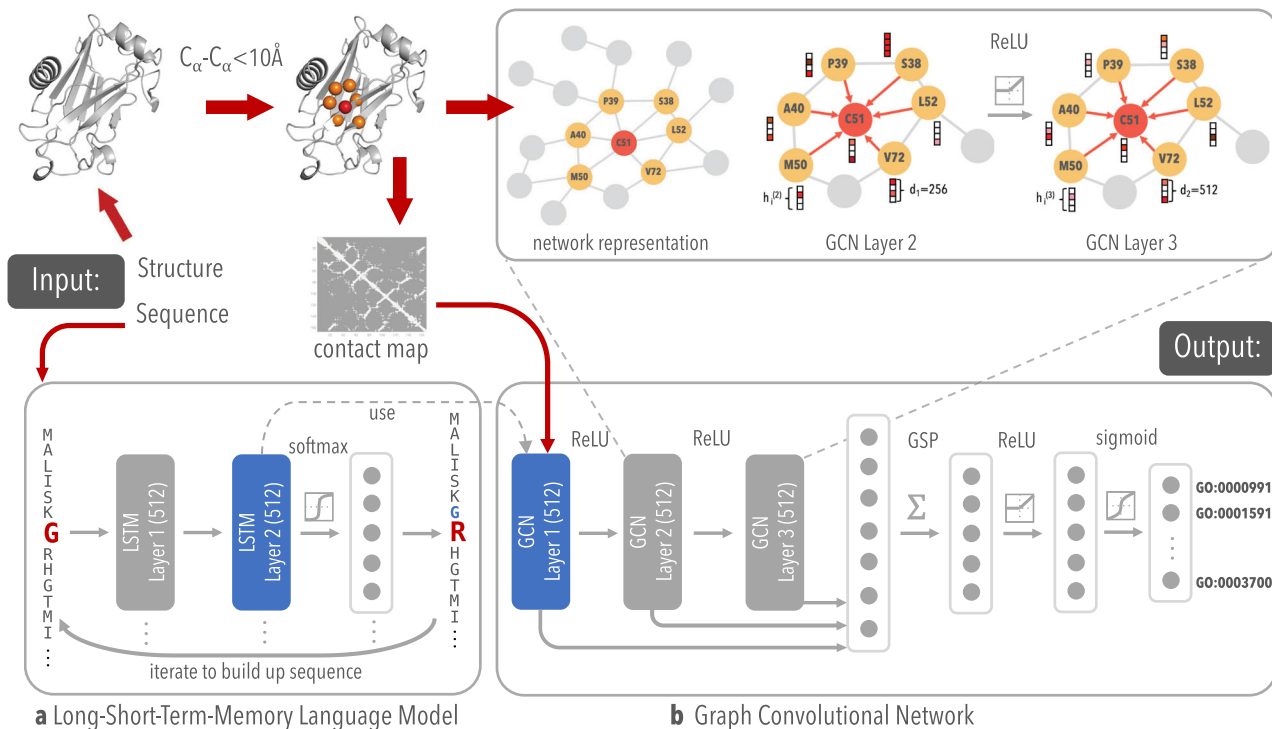 Cα-Cα<10Å
P39
S38
A40
C51
L52
M50
V72
network representation
P39
S38
A40
C51
L52
M50
V72
hᵢ⁽²⁾
d₁=256
GCN Layer 2
ReLU
P39
S38
A40
C51
L52
M50
V72
hᵢ⁽³⁾
d₂=512
GCN Layer 3
Input:
Structure
Sequence
contact map
Output:
M
A
L
I
S
K
G
R
H
G
T
M
I
...
LSTM
Layer 1 (512)
LSTM
Layer 2 (512)
use
softmax
M
A
L
I
S
K
G
R
H
G
T
M
I
...
iterate to build up sequence
GCN
Layer 1 (512)
ReLU
GCN
Layer 2 (512)
ReLU
GCN
Layer 3 (512)
GSP
Σ
ReLU
sigmoid
GO:0000991
GO:0001591
GO:0003700
a Long-Short-Term-Memory Language Model
b Graph Convolutional Network